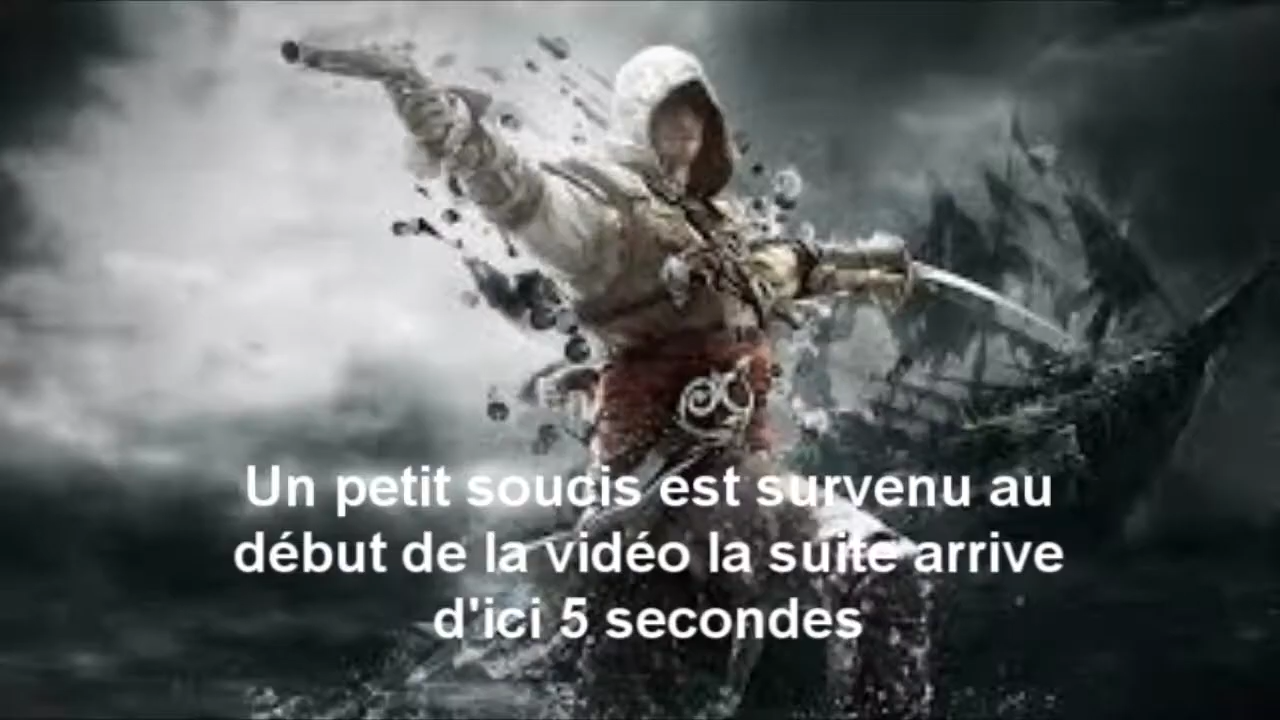 Un petit soucis est survenu au
début de la vidéo la suite arrive
d'ici 5 secondes